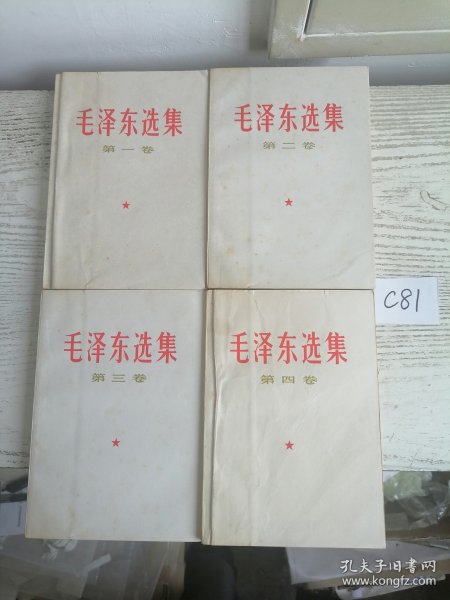 毛泽东选集
第一卷
毛泽东选集
第二卷
C81
毛泽东选集
第三卷
毛泽东选集
第四卷
孔夫子旧书网
www.kongfz.com